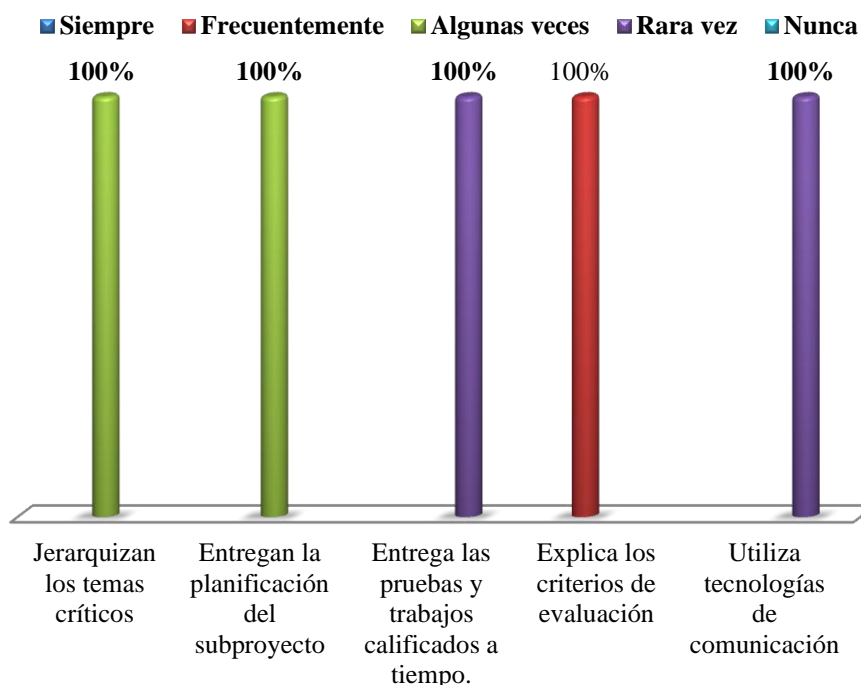 Siempre Frecuentemente Algunas veces Rara vez Nunca
100% 100% 100% 100% 100%
Jerarquizan
los temas
críticos
Entregan la
planificación
del
subproyecto
Entrega las
pruebas y
trabajos
calificados a
tiempo.
Explica los
criterios de
evaluación
Utiliza
tecnologías
de
comunicación